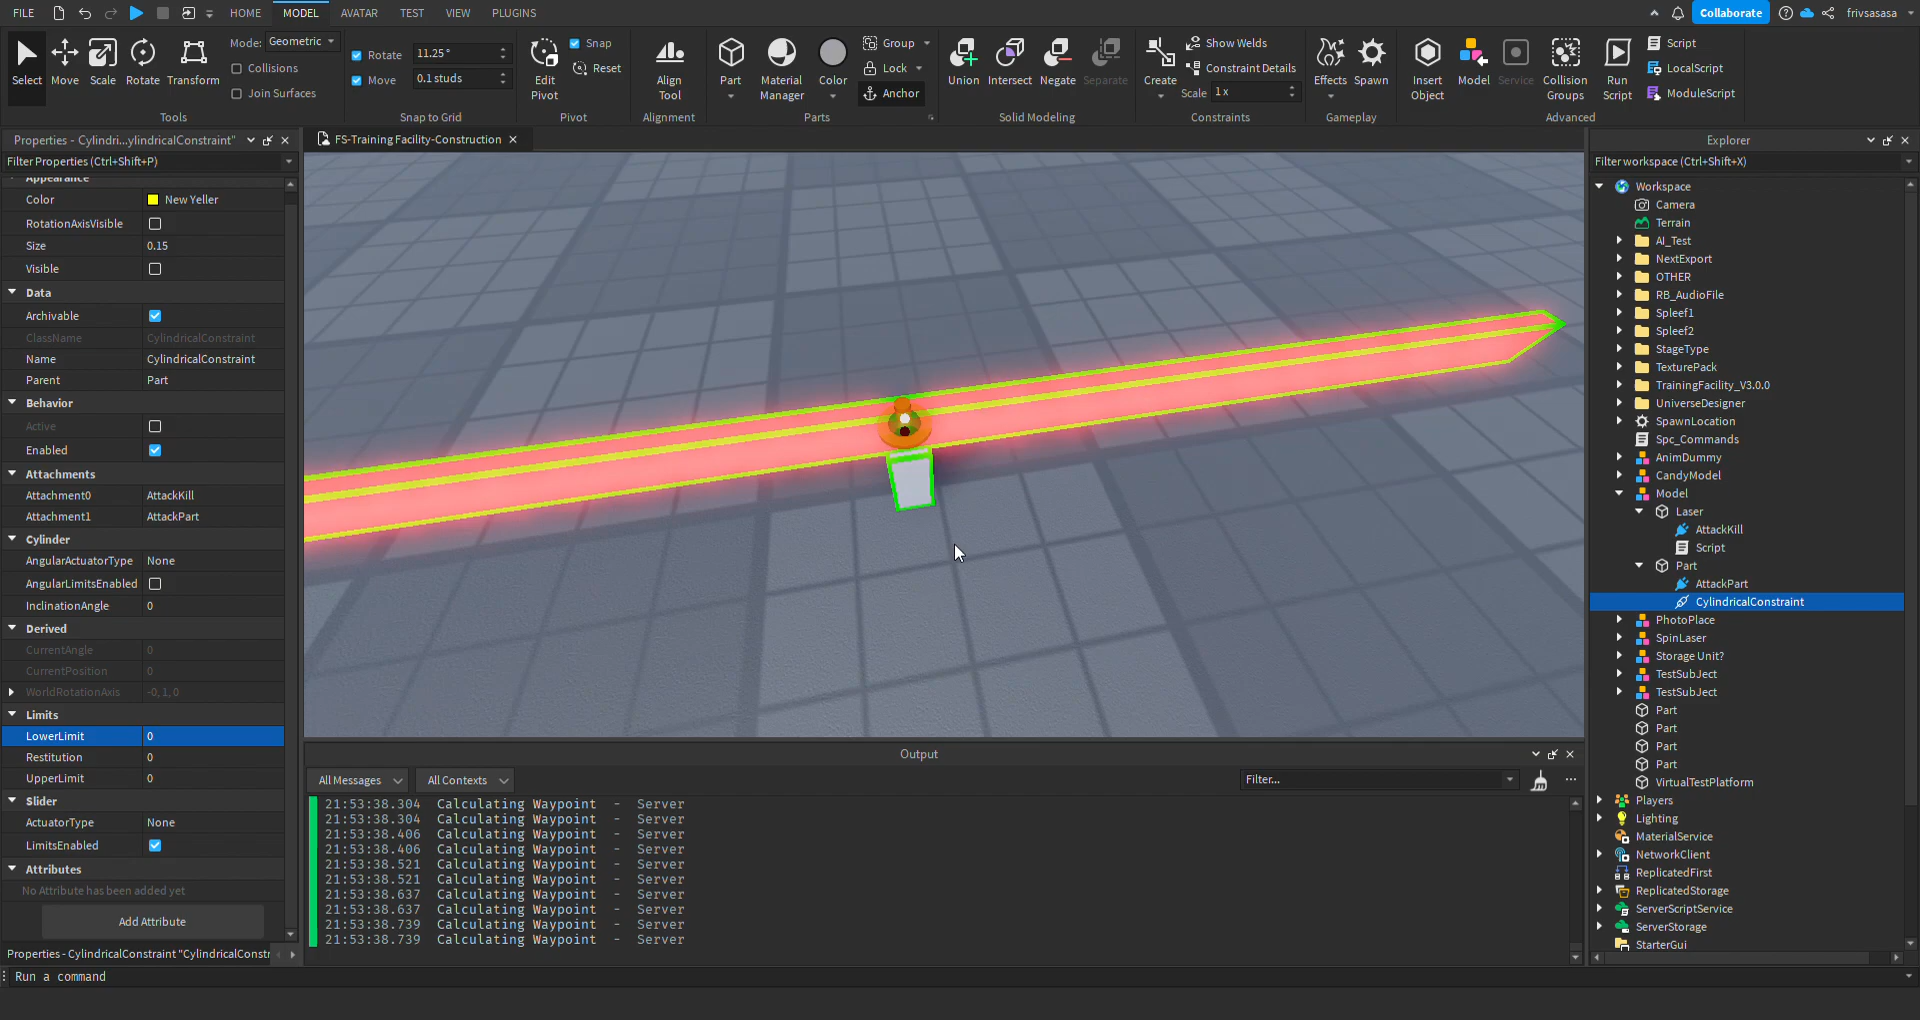 FILE HOME MODEL AVATAR TEST VIEW PLUGINS Collaborate frivsasasa
Select Move Scale Rotate Transform
Mode: Geometric
Collisions
Join Surfaces
Tools
Rotate 11.25°
Move 0.1 studs
Snap to Grid
Edit Pivot
Snap
Reset
Pivot
Align Tool
Alignment
Part Material Manager Color
Group
Lock
Anchor
Parts
Union Intersect Negate Separate
Solid Modeling
Create
Show Welds
Constraint Details
Scale 1x
Constraints
Effects Spawn
Gameplay
Insert Object Model Service Collision Groups Run Script
Script
LocalScript
ModuleScript
Advanced
Properties - Cylindri...ylindricalConstraint"
Filter Properties (Ctrl+Shift+P)
Appearance
Color New Yeller
RotationAxisVisible
Size 0.15
Visible
Data
Archivable
ClassName CylindricalConstraint
Name CylindricalConstraint
Parent Part
Behavior
Active
Enabled
Attachments
Attachment0 AttackKill
Attachment1 AttackPart
Cylinder
AngularActuatorType None
AngularLimitsEnabled
InclinationAngle 0
Derived
CurrentAngle 0
CurrentPosition 0
WorldRotationAxis -0, 1, 0
Limits
LowerLimit 0
Restitution 0
UpperLimit 0
Slider
ActuatorType None
LimitsEnabled
Attributes
No Attribute has been added yet
Add Attribute
Properties - CylindricalConstraint "CylindricalConstr
FS-Training Facility-Construction
Output
All Messages All Contexts Filter...
21:53:38.304 Calculating Waypoint - Server
21:53:38.304 Calculating Waypoint - Server
21:53:38.406 Calculating Waypoint - Server
21:53:38.406 Calculating Waypoint - Server
21:53:38.521 Calculating Waypoint - Server
21:53:38.521 Calculating Waypoint - Server
21:53:38.637 Calculating Waypoint - Server
21:53:38.637 Calculating Waypoint - Server
21:53:38.739 Calculating Waypoint - Server
21:53:38.739 Calculating Waypoint - Server
Explorer
Filter workspace (Ctrl+Shift+X)
Workspace
Camera
Terrain
AI_Test
NextExport
OTHER
RB_AudioFile
Spleef1
Spleef2
StageType
TexturePack
TrainingFacility_V3.0.0
UniverseDesigner
SpawnLocation
Spc_Commands
AnimDummy
CandyModel
Model
Laser
AttackKill
Script
Part
AttackPart
CylindricalConstraint
PhotoPlace
SpinLaser
Storage Unit?
TestSubJect
TestSubJect
Part
Part
Part
Part
VirtualTestPlatform
Players
Lighting
MaterialService
NetworkClient
ReplicatedFirst
ReplicatedStorage
ServerScriptService
ServerStorage
StarterGui
Run a command